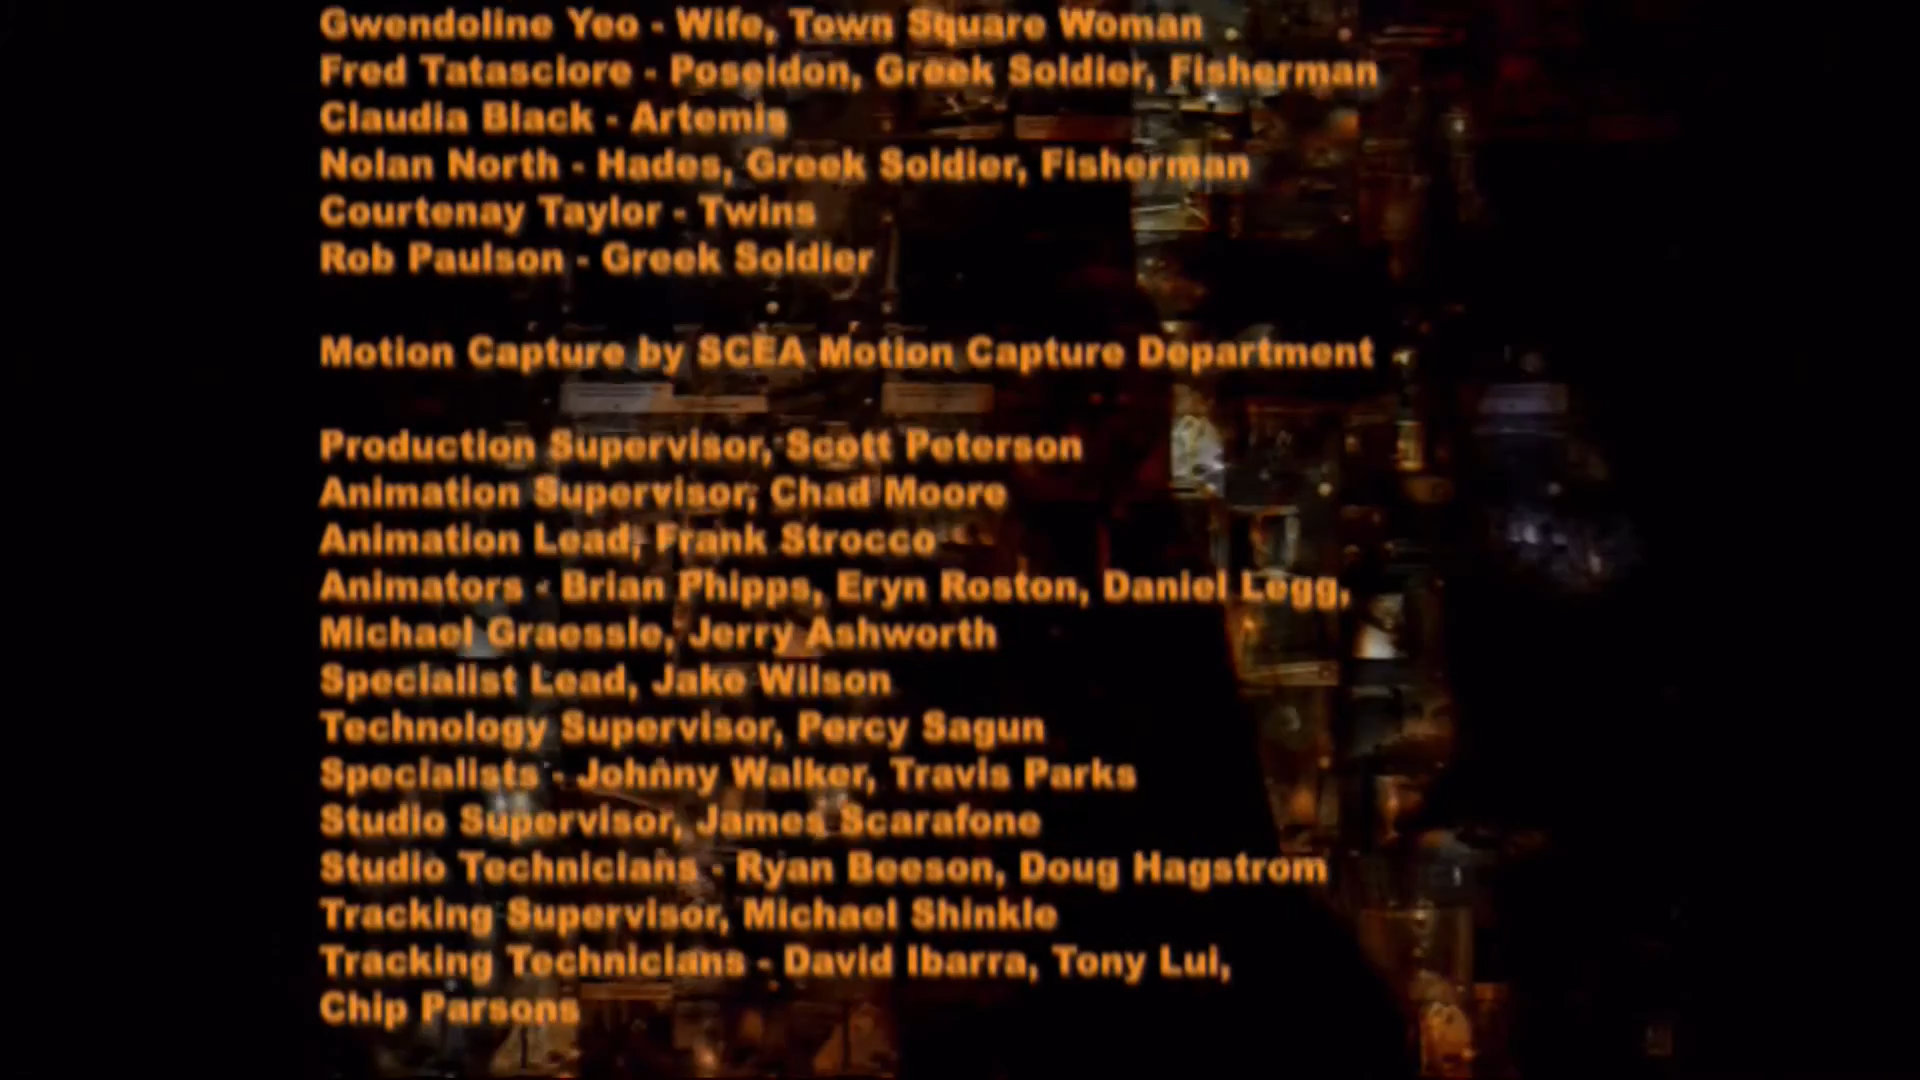 Gwendoline Yeo - Wife, Town Square Woman
Fred Tatasciore - Poseidon, Greek Soldier, Fisherman
Claudia Black - Artemis
Nolan North - Hades, Greek Soldier, Fisherman
Courtenay Taylor - Twins
Rob Paulson - Greek Soldier
Motion Capture by SCEA Motion Capture Department
Production Supervisor, Scott Peterson
Animation Supervisor, Chad Moore
Animation Lead, Frank Strocco
Animators - Brian Phipps, Eryn Roston, Daniel Legg,
Michael Graessle, Jerry Ashworth
Specialist Lead, Jake Wilson
Technology Supervisor, Percy Sagun
Specialists - Johnny Walker, Travis Parks
Studio Supervisor, James Scarafone
Studio Technicians - Ryan Beeson, Doug Hagstrom
Tracking Supervisor, Michael Shinkle
Tracking Technicians - David Ibarra, Tony Lui,
Chip Parsons